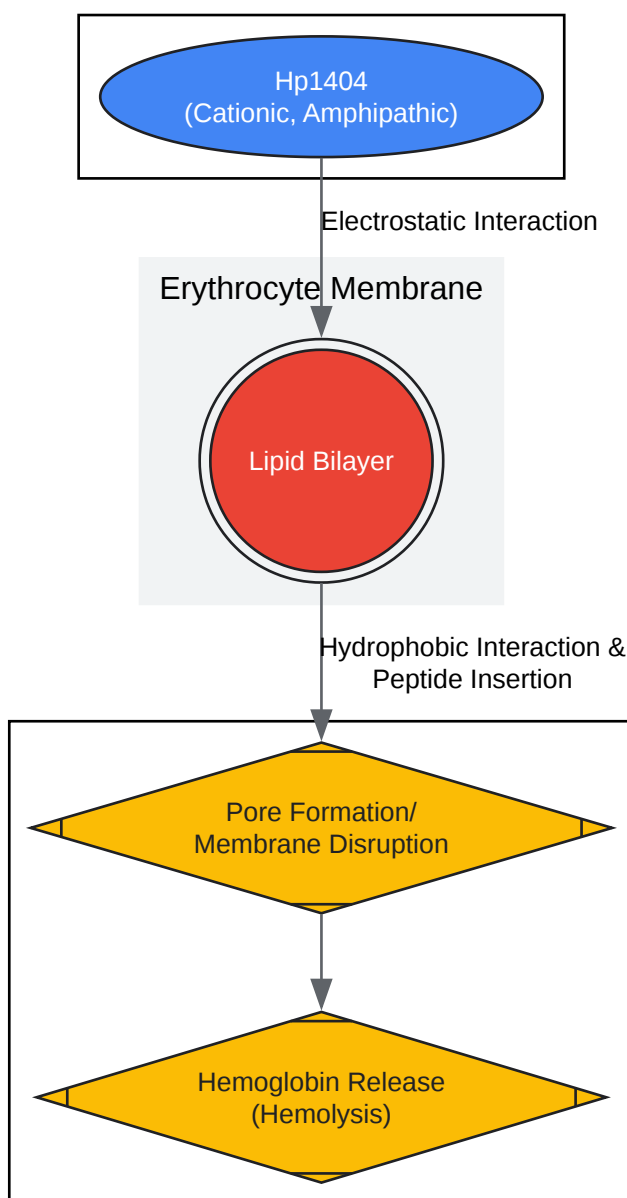 Hp1404
(Cationic, Amphipathic)
Electrostatic Interaction
Erythrocyte Membrane
Lipid Bilayer
Hydrophobic Interaction &
Peptide Insertion
Pore Formation/
Membrane Disruption
Hemoglobin Release
(Hemolysis)